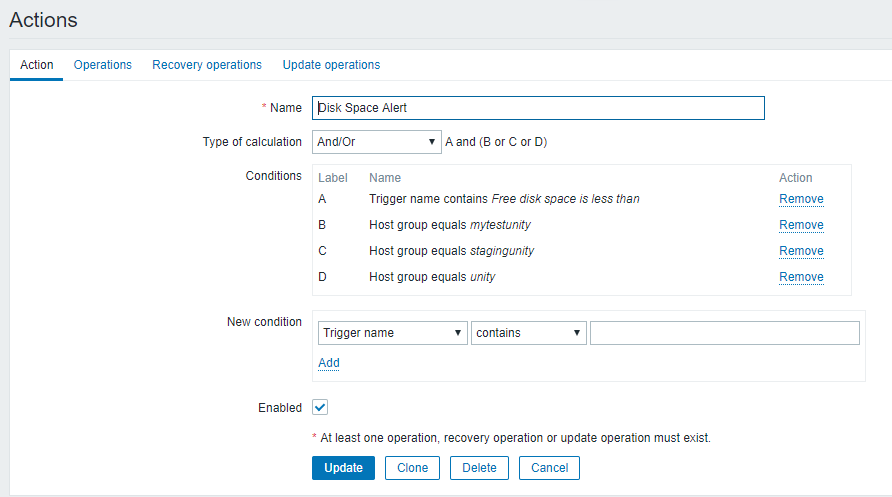 Actions
Action Operations Recovery operations Update operations
* Name Disk Space Alert
Type of calculation And/Or A and (B or C or D)
Conditions Label Name Action
A Trigger name contains Free disk space is less than Remove
B Host group equals mytestunity Remove
C Host group equals stagingunity Remove
D Host group equals unity Remove
New condition Trigger name contains
Add
Enabled
* At least one operation, recovery operation or update operation must exist.
Update Clone Delete Cancel